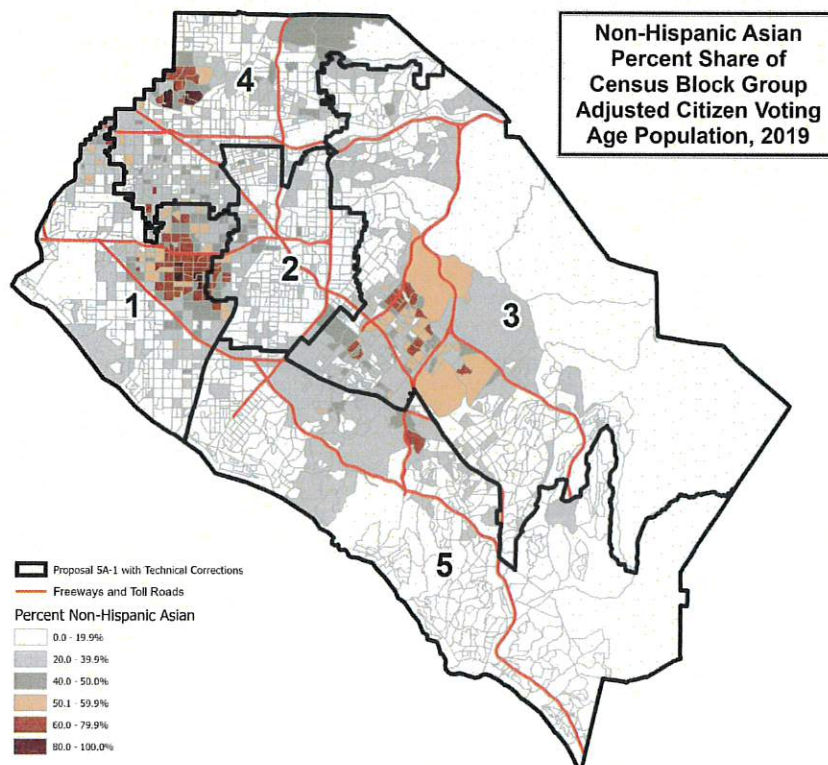 Non-Hispanic Asian
Percent Share of
Census Block Group
Adjusted Citizen Voting
Age Population, 2019
4
2
3
1
5
Proposal 5A-1 with Technical Corrections
Freeways and Toll Roads
Percent Non-Hispanic Asian
0.0 - 19.9%
20.0 - 39.9%
40.0 - 50.0%
50.1 - 59.9%
60.0 - 79.9%
80.0 - 100.0%